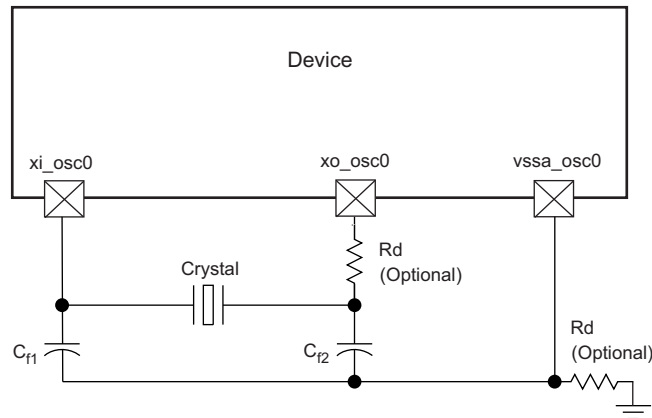 Device
xi_osc0
xo_osc0
vssa_osc0
Rd
(Optional)
Crystal
Rd
(Optional)
Cf1
Cf2